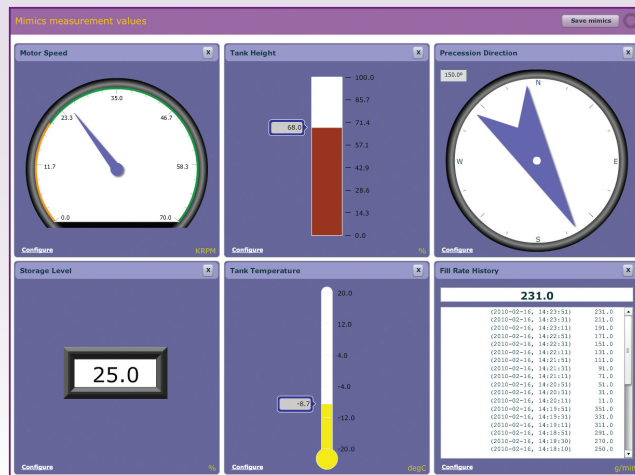 Mimics measurement values
Save mimics
Motor Speed
X
35.0
23.3
46.7
11.7
58.3
0.0
70.0
Configure
KRPM
Tank Height
X
100.0
85.7
71.4
68.0
57.1
42.9
28.6
14.3
0.0
Configure
%
Precession Direction
X
150.0º
N
W
E
S
Configure
Storage Level
X
25.0
Configure
%
Tank Temperature
X
20.0
12.0
4.0
-4.0
-8.7
-12.0
-20.0
Configure
degC
Fill Rate History
X
231.0
(2010-02-16, 14:23:51) 231.0
(2010-02-16, 14:23:31) 211.0
(2010-02-16, 14:23:11) 191.0
(2010-02-16, 14:22:51) 171.0
(2010-02-16, 14:22:31) 151.0
(2010-02-16, 14:22:11) 131.0
(2010-02-16, 14:21:51) 111.0
(2010-02-16, 14:21:31) 91.0
(2010-02-16, 14:21:11) 71.0
(2010-02-16, 14:20:51) 51.0
(2010-02-16, 14:20:31) 31.0
(2010-02-16, 14:20:11) 11.0
(2010-02-16, 14:19:51) 351.0
(2010-02-16, 14:19:31) 331.0
(2010-02-16, 14:19:11) 311.0
(2010-02-16, 14:18:51) 291.0
(2010-02-16, 14:18:30) 270.0
(2010-02-16, 14:18:10) 250.0
Configure
g/min